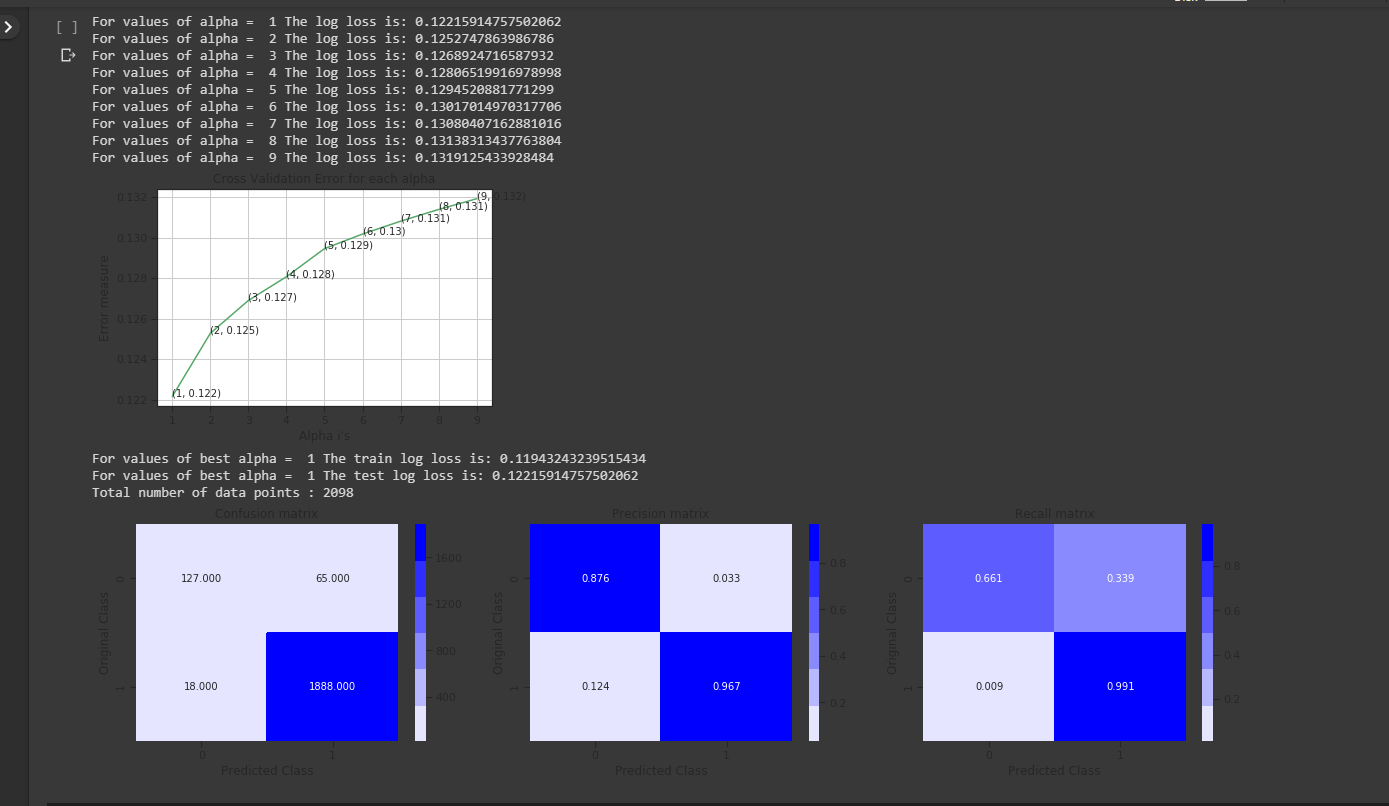 [ ]
For values of alpha =  1 The log loss is: 0.12215914757502062
For values of alpha =  2 The log loss is: 0.1252747863986786
For values of alpha =  3 The log loss is: 0.1268924716587932
For values of alpha =  4 The log loss is: 0.12806519916978998
For values of alpha =  5 The log loss is: 0.1294520881771299
For values of alpha =  6 The log loss is: 0.13017014970317706
For values of alpha =  7 The log loss is: 0.13080407162881016
For values of alpha =  8 The log loss is: 0.13138313437763804
For values of alpha =  9 The log loss is: 0.1319125433928484
Cross Validation Error for each alpha
Error measure
0.132
0.130
0.128
0.126
0.124
0.122
(9, 0.132)
(8, 0.131)
(7, 0.131)
(6, 0.13)
(5, 0.129)
(4, 0.128)
(3, 0.127)
(2, 0.125)
(1, 0.122)
1 2 3 4 5 6 7 8 9
Alpha i's
For values of best alpha =  1 The train log loss is: 0.11943243239515434
For values of best alpha =  1 The test log loss is: 0.12215914757502062
Total number of data points : 2098
Confusion matrix
Original Class
0
1
127.000 65.000
18.000 1888.000
0 1
Predicted Class
1600
1200
800
400
Precision matrix
Original Class
0
1
0.876 0.033
0.124 0.967
0 1
Predicted Class
0.8
0.6
0.4
0.2
Recall matrix
Original Class
0
1
0.661 0.339
0.009 0.991
0 1
Predicted Class
0.8
0.6
0.4
0.2